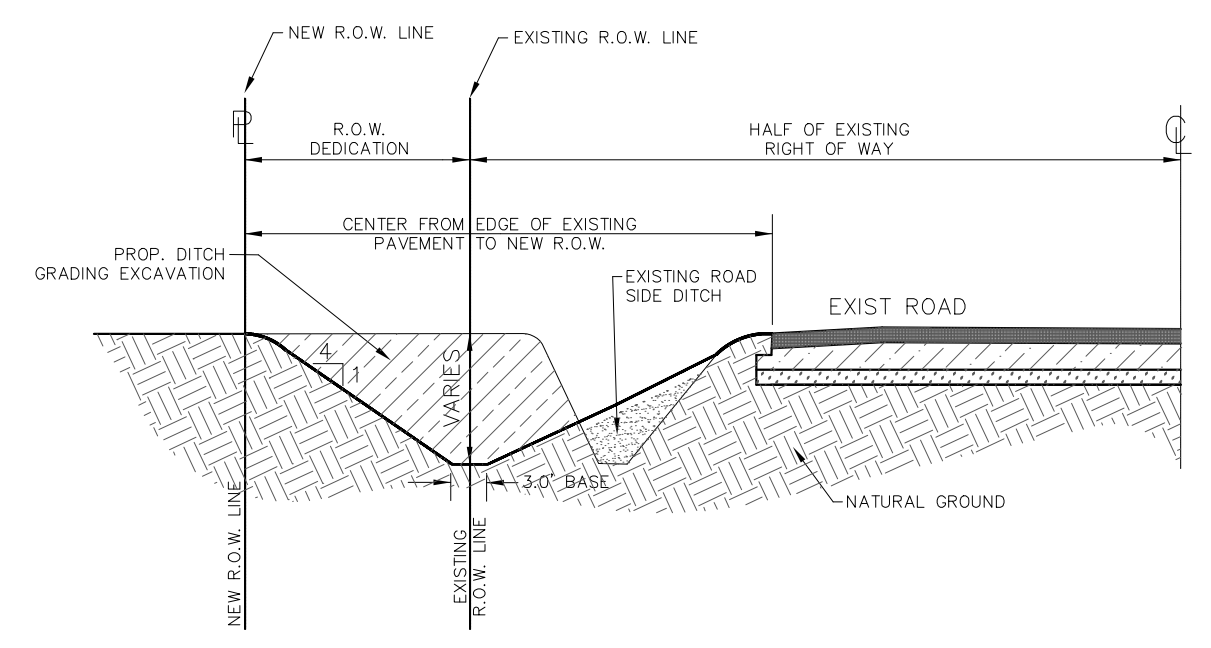 NEW R.O.W. LINE
EXISTING R.O.W. LINE
PL
CL
R.O.W.
DEDICATION
HALF OF EXISTING
RIGHT OF WAY
CENTER FROM EDGE OF EXISTING
PAVEMENT TO NEW R.O.W.
PROP. DITCH
GRADING EXCAVATION
EXISTING ROAD
SIDE DITCH
EXIST ROAD
4
1
VARIES
3.0' BASE
NATURAL GROUND
NEW R.O.W. LINE
EXISTING
R.O.W. LINE